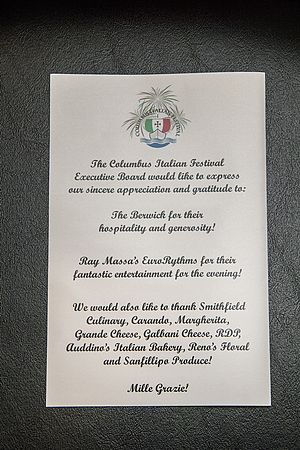 COLUMBUS ITALIAN FESTIVAL
The Columbus Italian Festival
Executive Board would like to express
our sincere appreciation and gratitude to:
The Berwick for their
hospitality and generosity!
Ray Massa's EuroRythms for their
fantastic entertainment for the evening!
We would also like to thank Smithfield
Culinary, Carando, Margherita,
Grande Cheese, Galbani Cheese, RDP,
Auddino's Italian Bakery, Reno's Floral
and Sanfillipo Produce!
Mille Grazie!